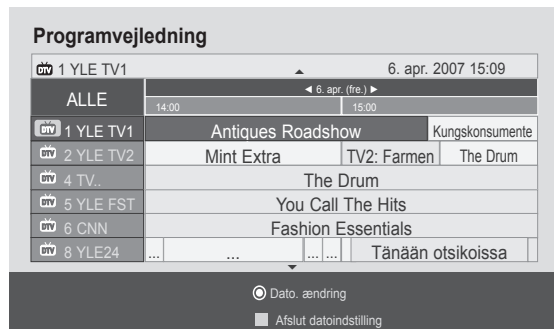 Programvejledning
DTV 1 YLE TV1 6. apr. 2007 15:09
ALLE ◀ 6. apr. (fre.) ▶
14:00 15:00
DTV 1 YLE TV1 Antiques Roadshow Kungskonsumente
DTV 2 YLE TV2 Mint Extra TV2: Farmen The Drum
DTV 4 TV.. The Drum
DTV 5 YLE FST You Call The Hits
DTV 6 CNN Fashion Essentials
DTV 8 YLE24 ... ... ... ... Tänään otsikoissa
Dato. ændring
Afslut datoindstilling